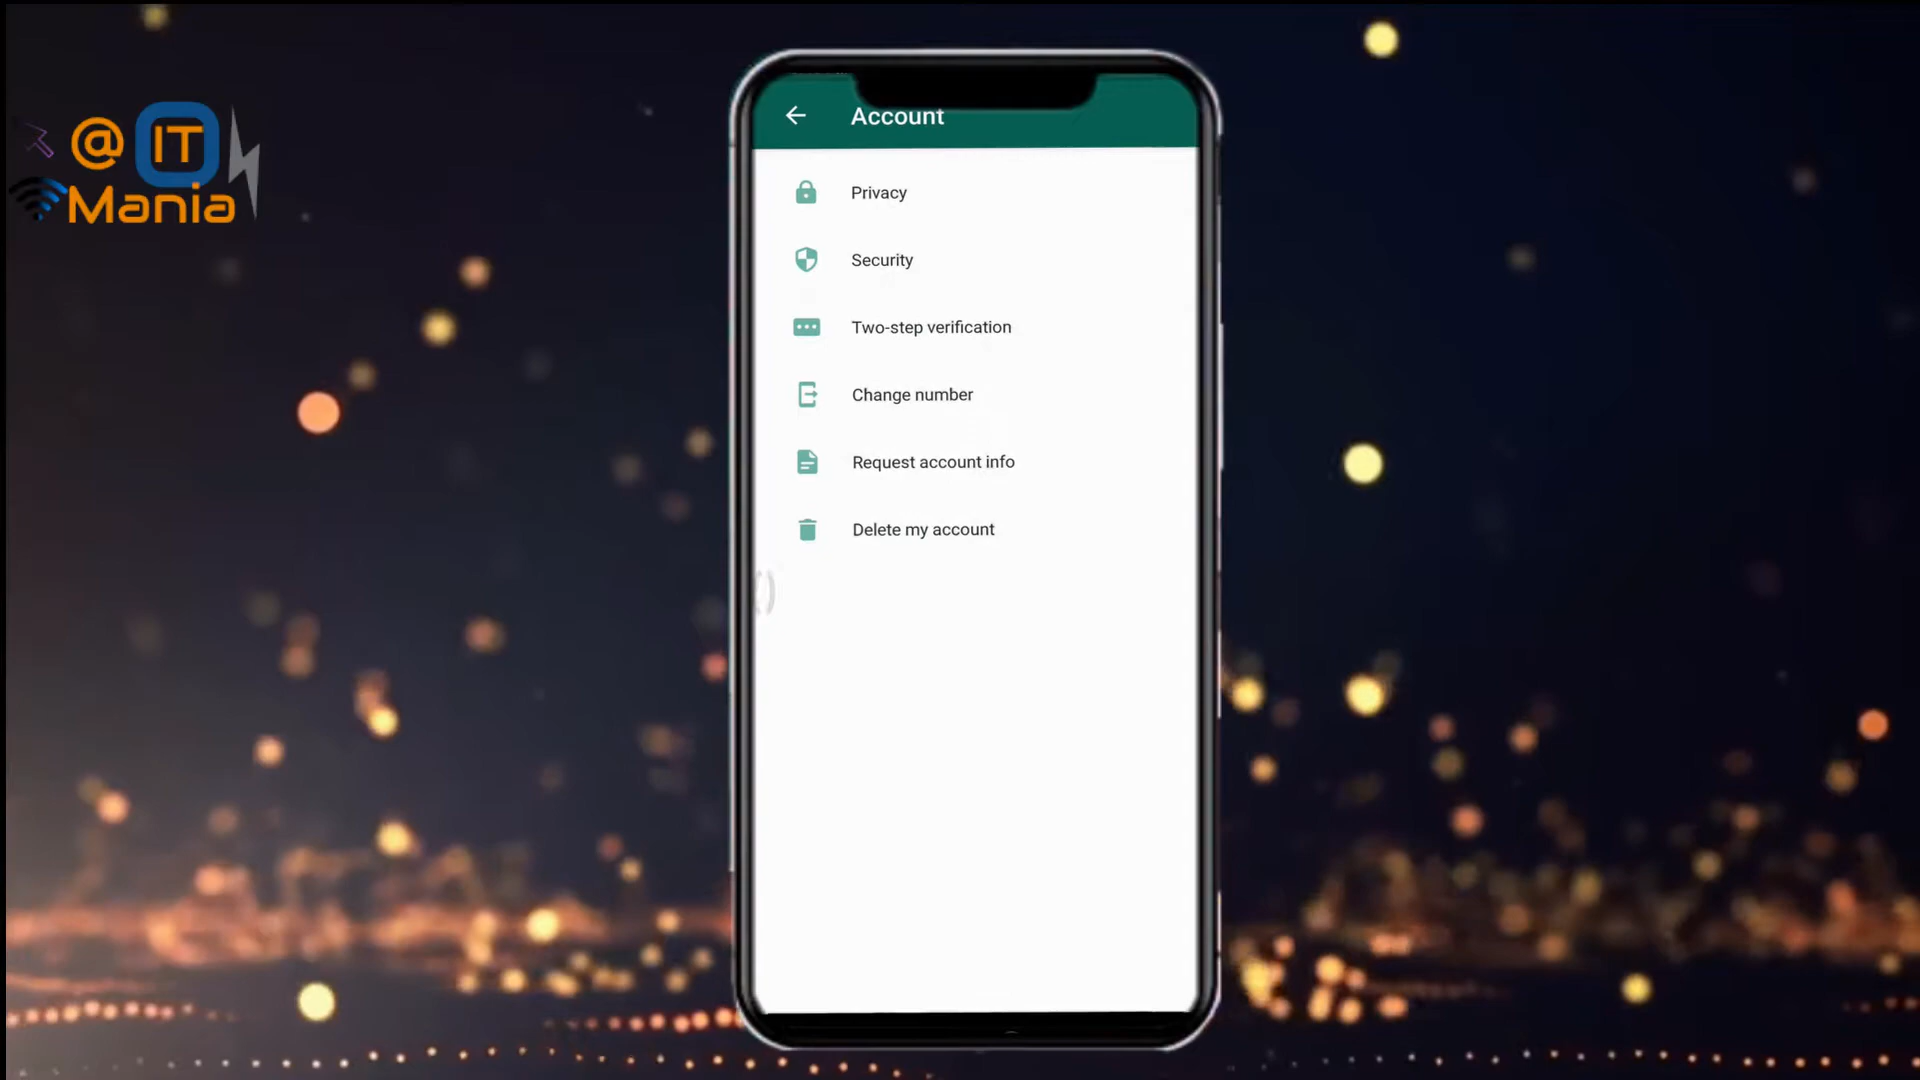 @ IT
Mania
Account
Privacy
Security
Two-step verification
Change number
Request account info
Delete my account